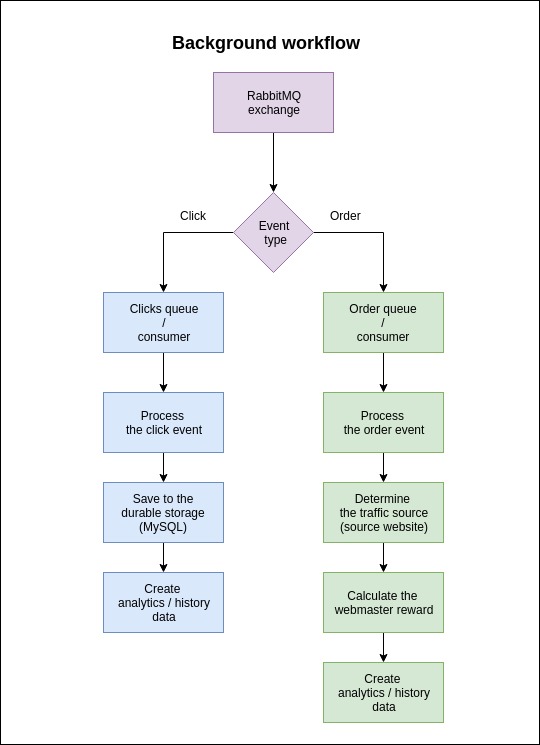 Background workflow
RabbitMQ
exchange
Event
type
Click
Order
Clicks queue
/
consumer
Process
the click event
Save to the
durable storage
(MySQL)
Create
analytics / history
data
Order queue
/
consumer
Process
the order event
Determine
the traffic source
(source website)
Calculate the
webmaster reward
Create
analytics / history
data